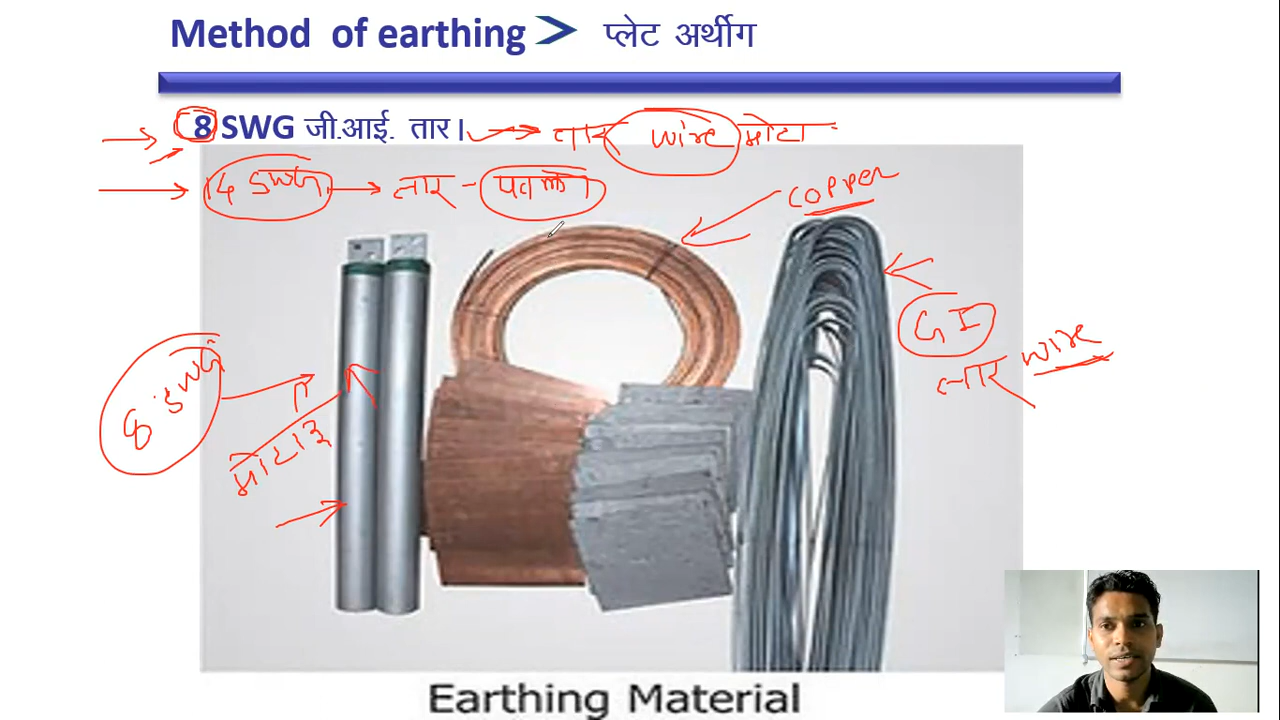 Method of earthing > प्लेट अर्थीग
8 SWG जी.आई. तार। → तार wire मोटा
14 SWG → तार - पतला
copper
GI
तार wire
8 SWG
मोटाई
Earthing Material